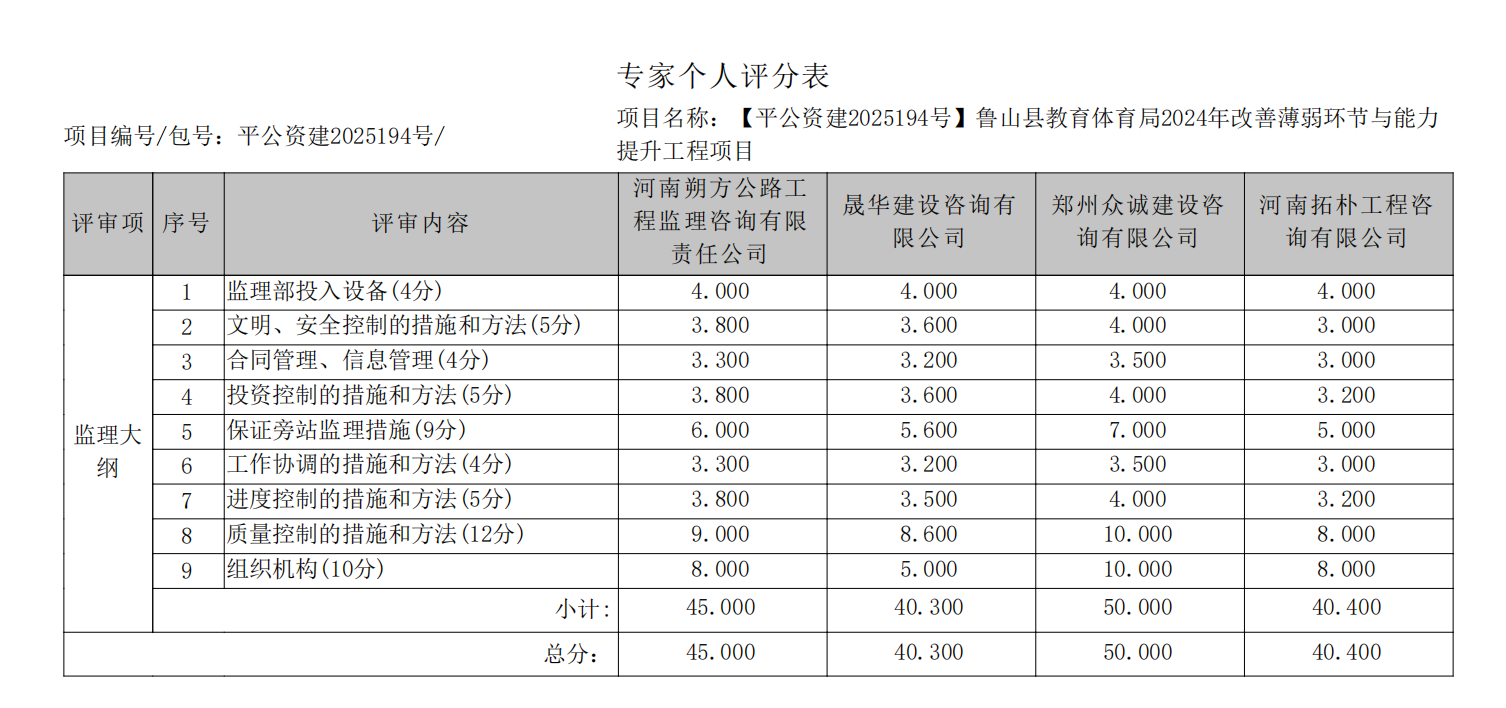 专家个人评分表
项目编号/包号：平公资建2025194号/
项目名称：【平公资建2025194号】鲁山县教育体育局2024年改善薄弱环节与能力
提升工程项目
评审项 序号 评审内容 河南朔方公路工程监理咨询有限责任公司 晟华建设咨询有限公司 郑州众诚建设咨询有限公司 河南拓朴工程咨询有限公司
监理大纲
1 监理部投入设备(4分) 4.000 4.000 4.000 4.000
2 文明、安全控制的措施和方法(5分) 3.800 3.600 4.000 3.000
3 合同管理、信息管理(4分) 3.300 3.200 3.500 3.000
4 投资控制的措施和方法(5分) 3.800 3.600 4.000 3.200
5 保证旁站监理措施(9分) 6.000 5.600 7.000 5.000
6 工作协调的措施和方法(4分) 3.300 3.200 3.500 3.000
7 进度控制的措施和方法(5分) 3.800 3.500 4.000 3.200
8 质量控制的措施和方法(12分) 9.000 8.600 10.000 8.000
9 组织机构(10分) 8.000 5.000 10.000 8.000
小计: 45.000 40.300 50.000 40.400
总分： 45.000 40.300 50.000 40.400